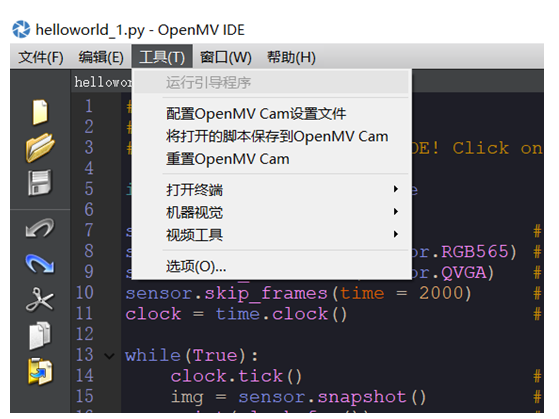 helloworld_1.py - OpenMV IDE
文件(F) 编辑(E) 工具(T) 窗口(W) 帮助(H)
hellowor
运行引导程序
1 #
配置OpenMV Cam设置文件
2 #
将打开的脚本保存到OpenMV Cam
3 # DE! Click on
重置OpenMV Cam
4
打开终端
5 i e
机器视觉
6
视频工具
7 s #
8 s or.RGB565) #
9 s or.QVGA) #
选项(O)...
10 sensor.skip_frames(time = 2000) #
11 clock = time.clock() #
12
13 while(True):
14 clock.tick() #
15 img = sensor.snapshot() #